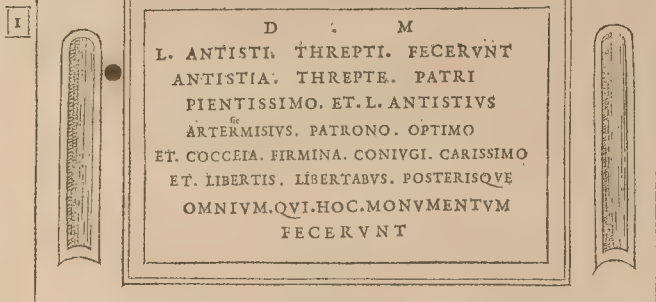 I
D . M
L. ANTISTI. THREPTI. FECERVNT
ANTISTIA. THREPTE. PATRI
PIENTISSIMO. ET. L. ANTISTIVS
sic
ARTERMISIVS. PATRONO. OPTIMO
ET. COCCEIA. FIRMINA. CONIVGI. CARISSIMO
ET. LIBERTIS. LIBERTABVS. POSTERISQVE
OMNIVM.QVI.HOC.MONVMENTVM
FECERVNT